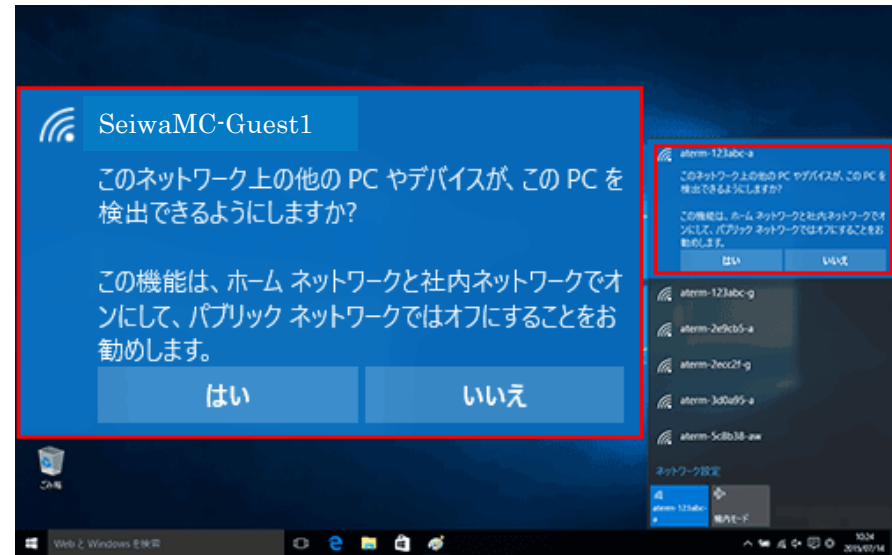 SeiwaMC-Guest1
このネットワーク上の他の PC やデバイスが、この PC を
検出できるようにしますか?
この機能は、ホーム ネットワークと社内ネットワークでオ
ンにして、パブリック ネットワークではオフにすることをお
勧めします。
はい
いいえ
aterm-123abc-a
このネットワーク上の他の PC やデバイスが、この PC を
検出できるようにしますか?
この機能は、ホーム ネットワークと社内ネットワークでオ
ンにして、パブリック ネットワークではオフにすることをお
勧めします。
はい
いいえ
aterm-123abc-g
aterm-2e9cb5-a
aterm-2ecc2f-g
aterm-3d0a95-a
aterm-5c8b38-aw
ネットワーク設定
aterm-123abc-
a
機内モード
ごみ箱
Web と Windows を検索
10:24
2015/07/14